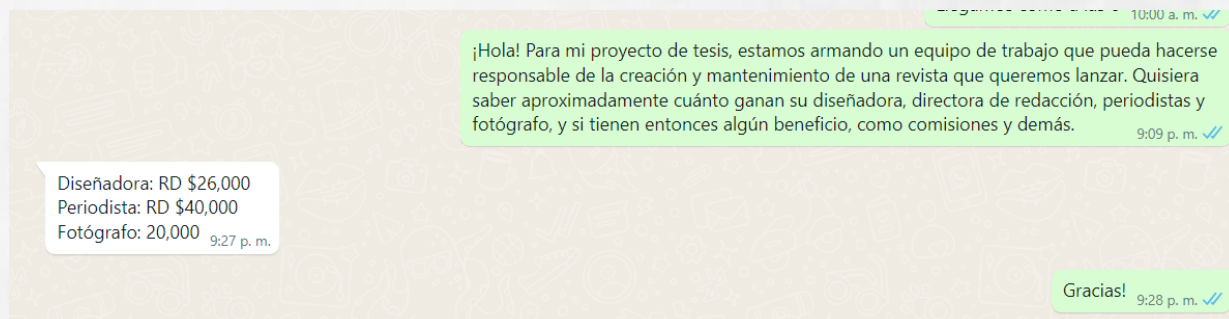 10:00 a. m.
¡Hola! Para mi proyecto de tesis, estamos armando un equipo de trabajo que pueda hacerse
responsable de la creación y mantenimiento de una revista que queremos lanzar. Quisiera
saber aproximadamente cuánto ganan su diseñadora, directora de redacción, periodistas y
fotógrafo, y si tienen entonces algún beneficio, como comisiones y demás.
9:09 p. m.
Diseñadora: RD $26,000
Periodista: RD $40,000
Fotógrafo: 20,000
9:27 p. m.
Gracias!
9:28 p. m.